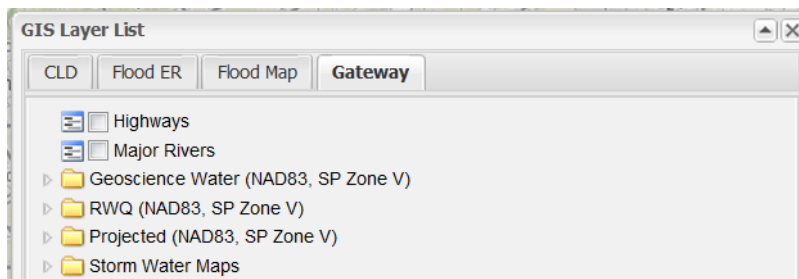 GIS Layer List
CLD Flood ER Flood Map Gateway
Highways
Major Rivers
Geoscience Water (NAD83, SP Zone V)
RWQ (NAD83, SP Zone V)
Projected (NAD83, SP Zone V)
Storm Water Maps